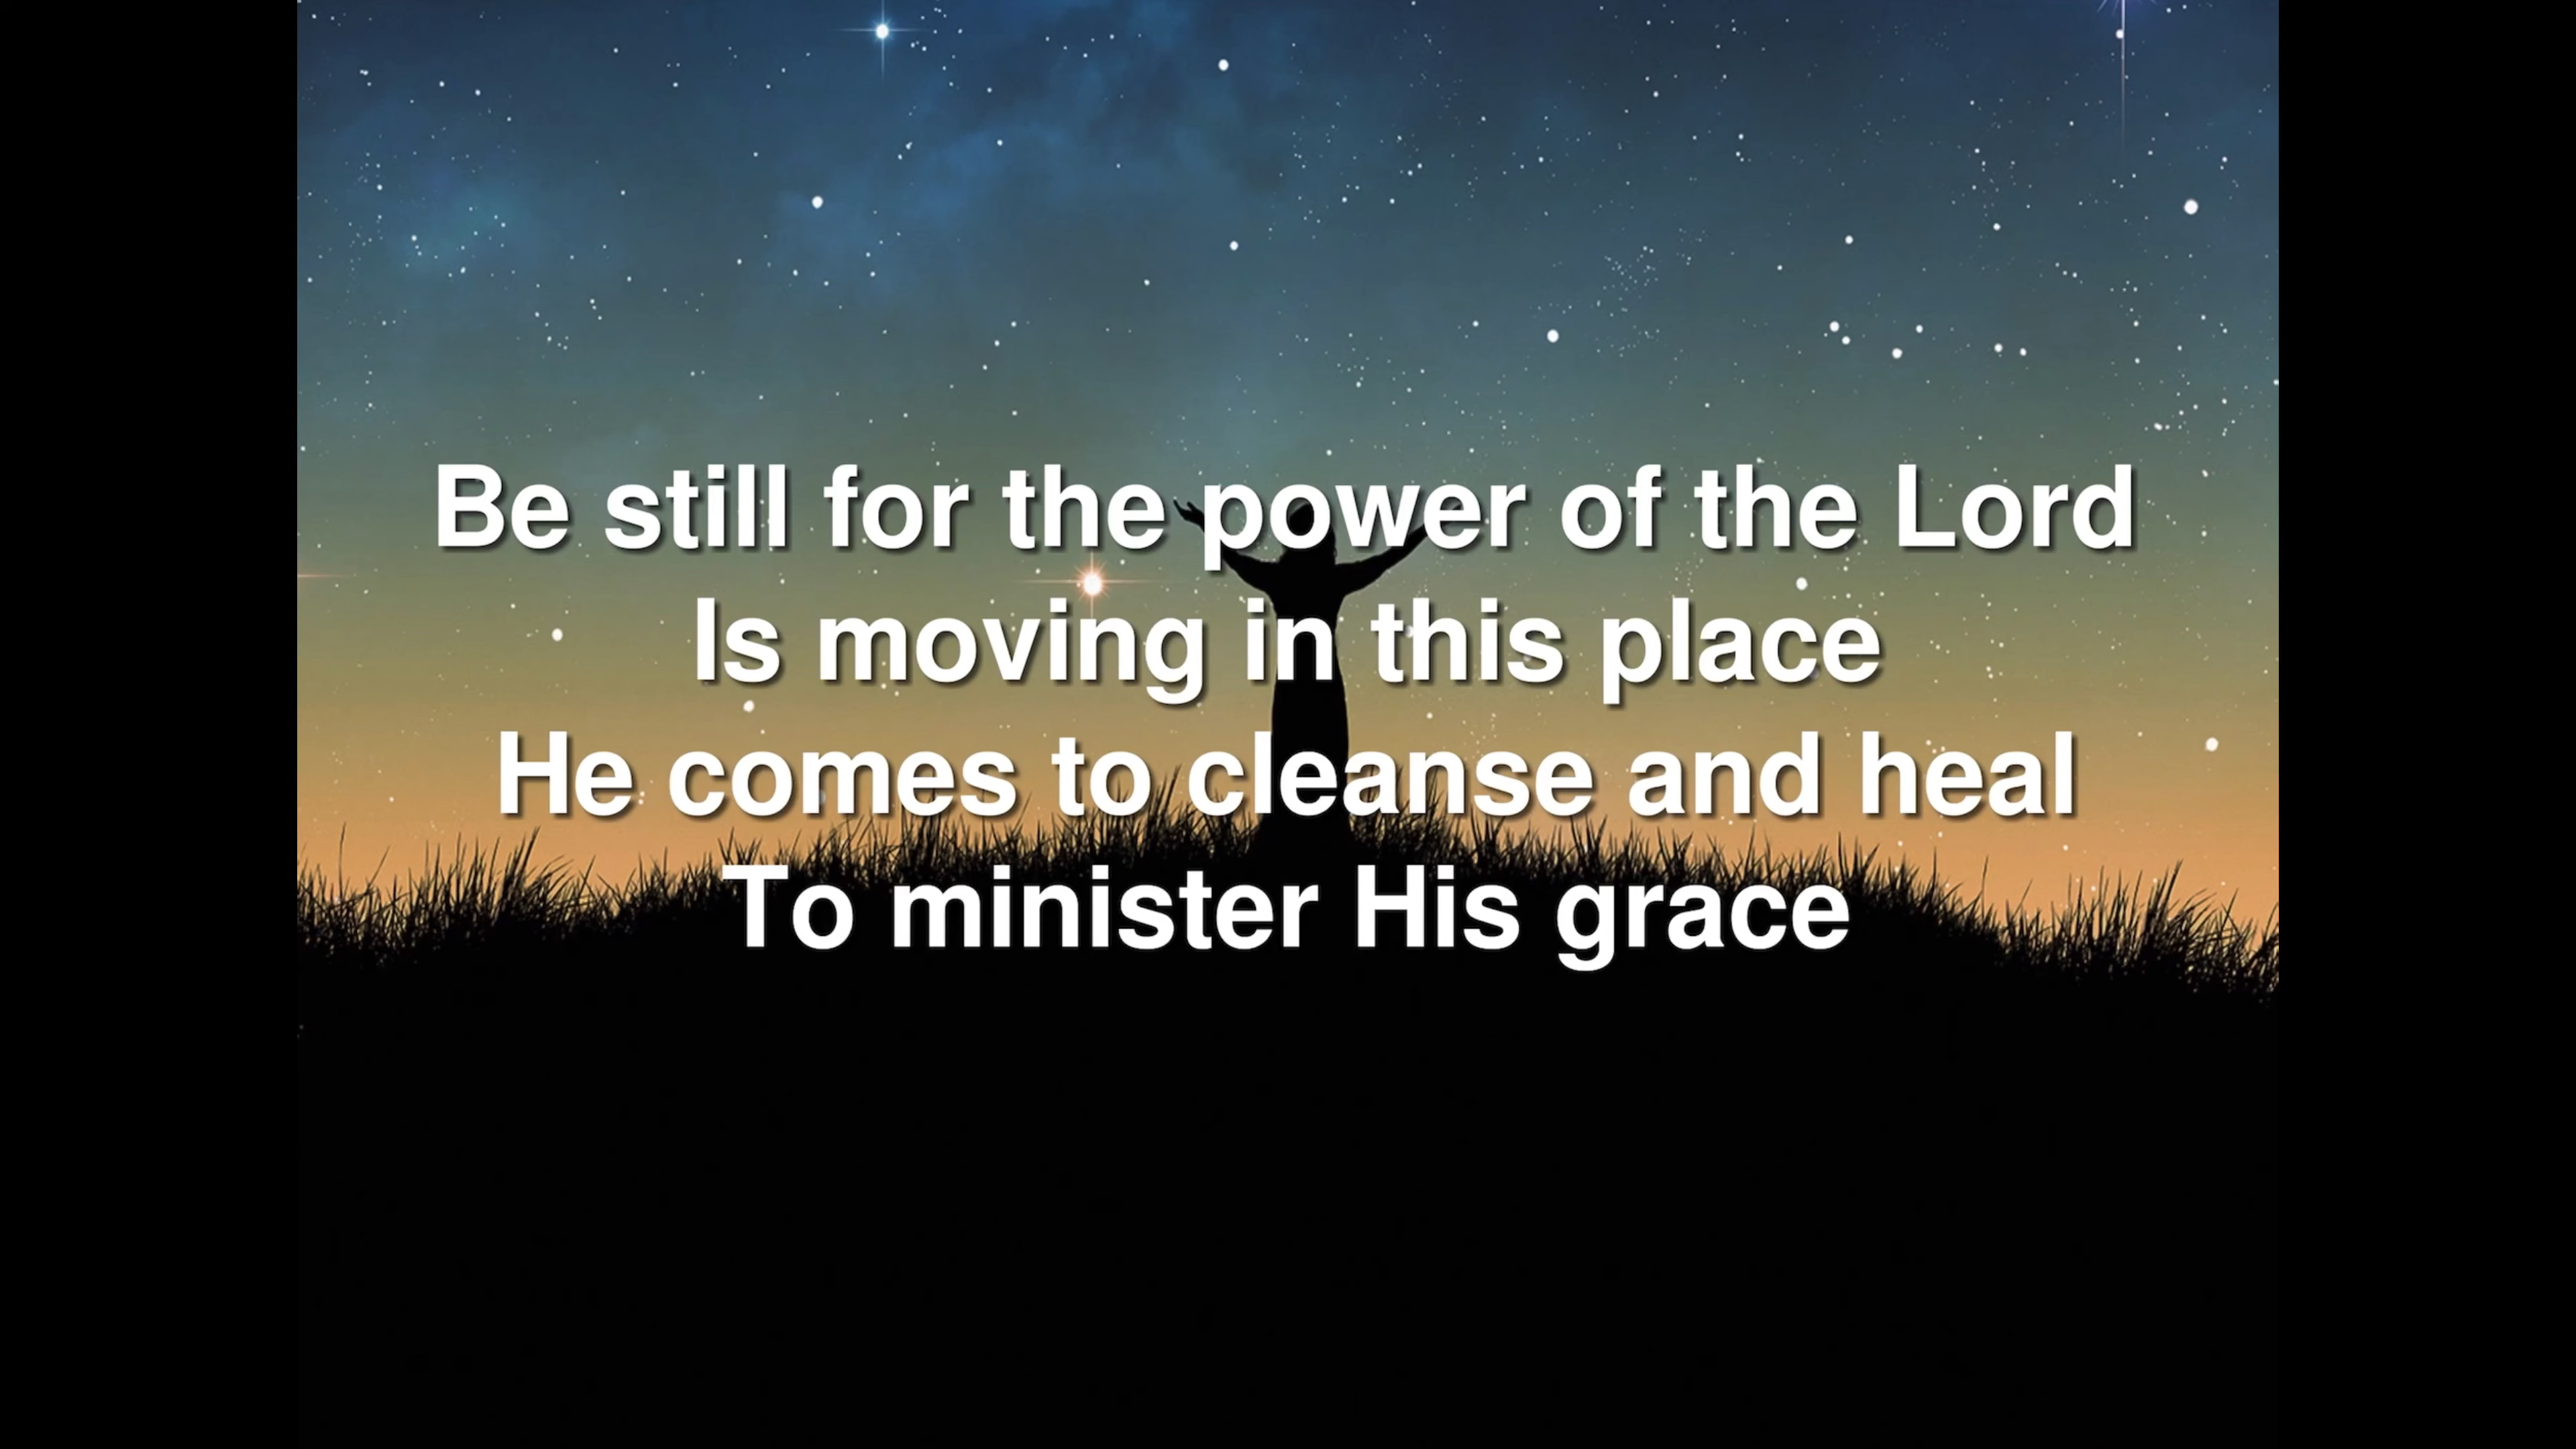 Be still for the power of the Lord
Is moving in this place
He comes to cleanse and heal
To minister His grace